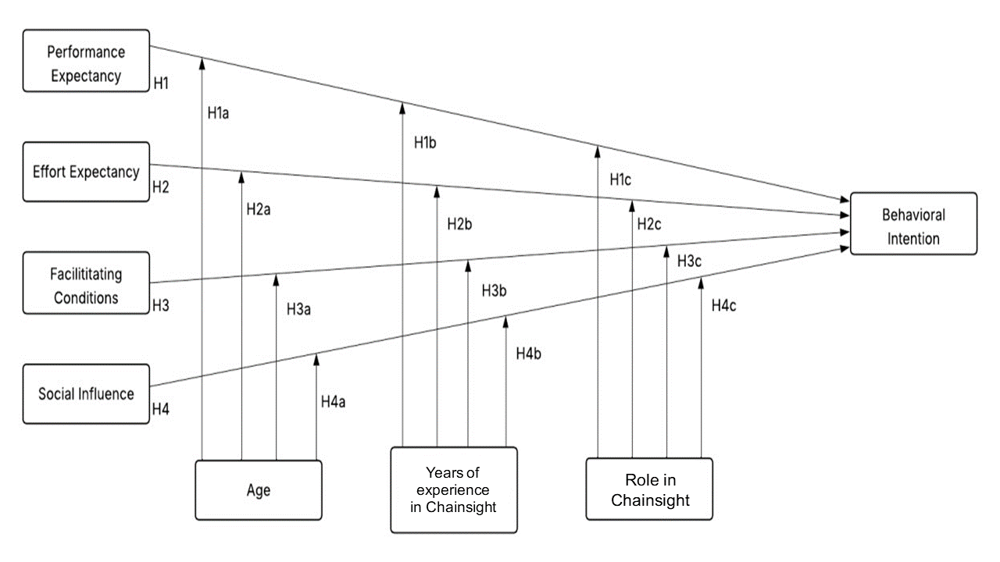 Performance
Expectancy
H1
H1a
H1b
H1c
Effort Expectancy
H2
H2a
H2b
H2c
Behavioral
Intention
Facilititating
Conditions
H3
H3a
H3b
H3c
Social Influence
H4
H4a
H4b
H4c
Age
Years of
experience
in Chainsight
Role in
Chainsight